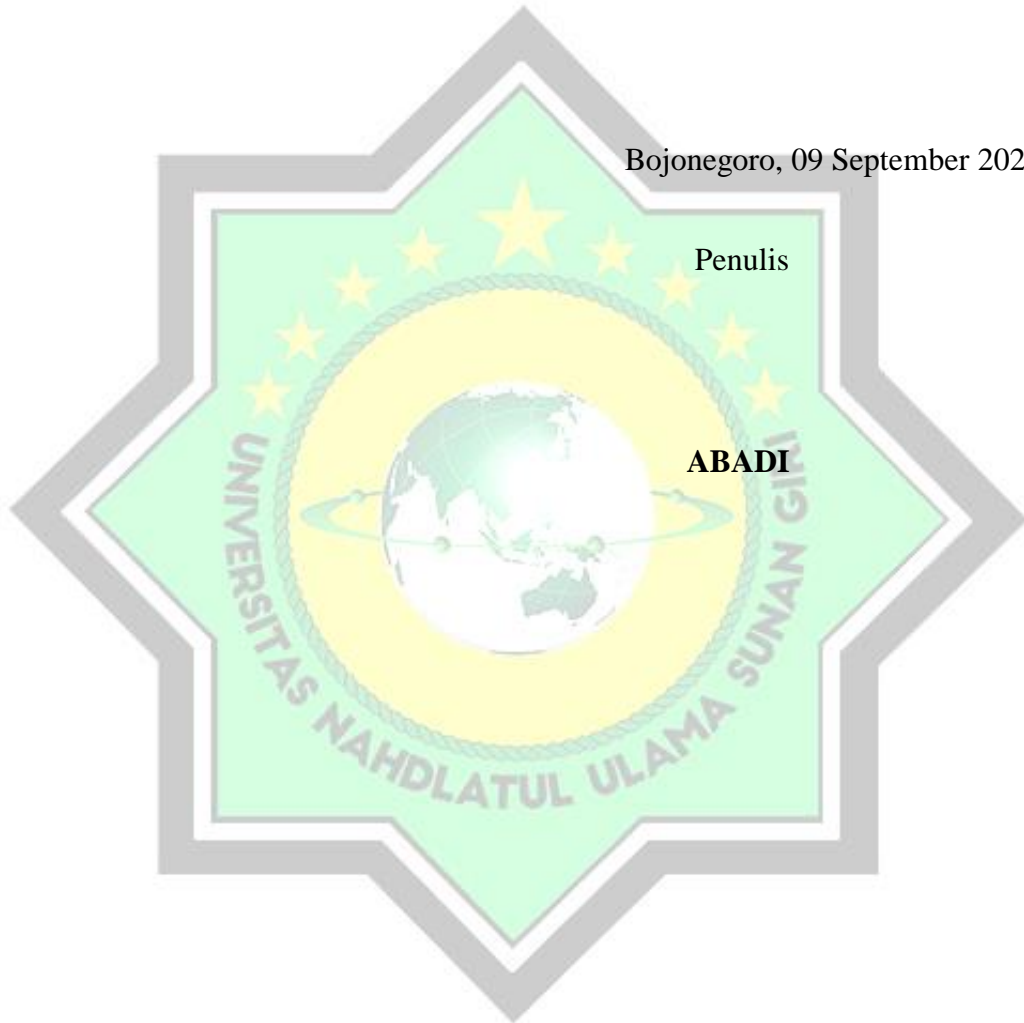 Bojonegoro, 09 September 202
Penulis
ABADI
UNIVERSITAS NAHDLATUL ULAMA SUNAN GIRI